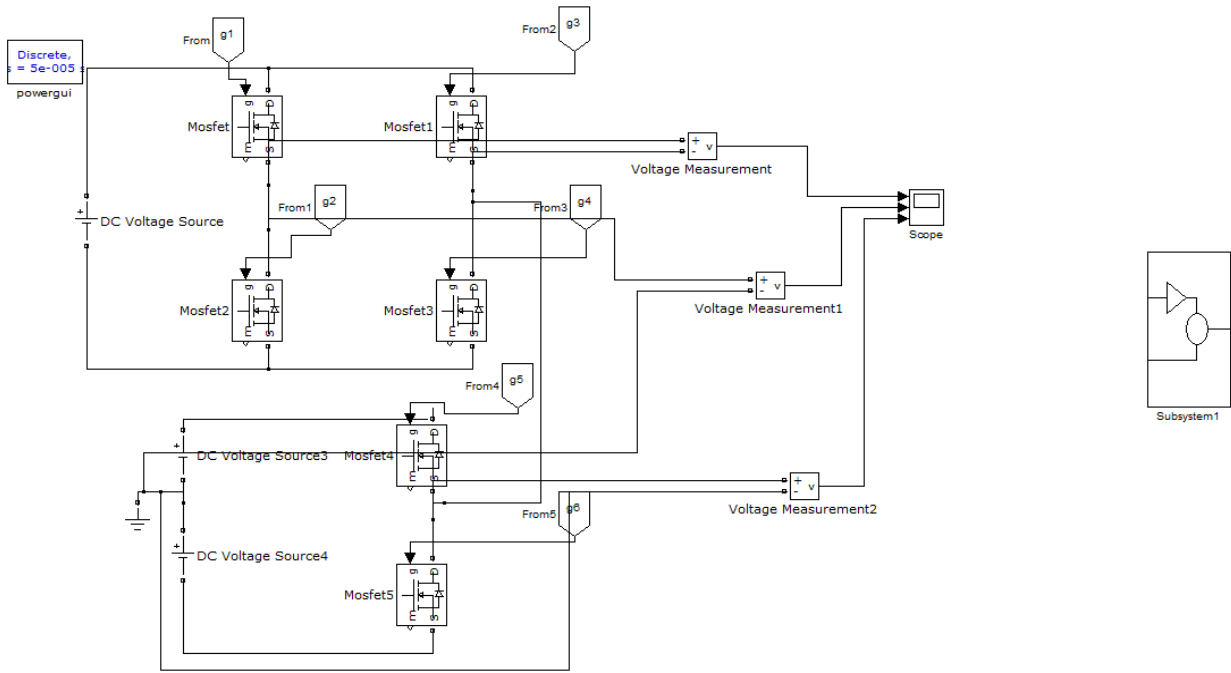 g1
From
g3
From2
Discrete,
s = 5e-005 s
powergui
g
D
Mosfet
m
S
g
D
Mosfet1
m
S
+
-
v
Voltage Measurement
+
DC Voltage Source
g2
From1
g4
From3
Scope
g
D
Mosfet2
m
S
g
D
Mosfet3
m
S
+
-
v
Voltage Measurement1
g5
From4
Subsystem1
g
D
+
DC Voltage Source3
Mosfet4
m
S
+
-
v
Voltage Measurement2
g6
From5
+
DC Voltage Source4
g
D
Mosfet5
m
S